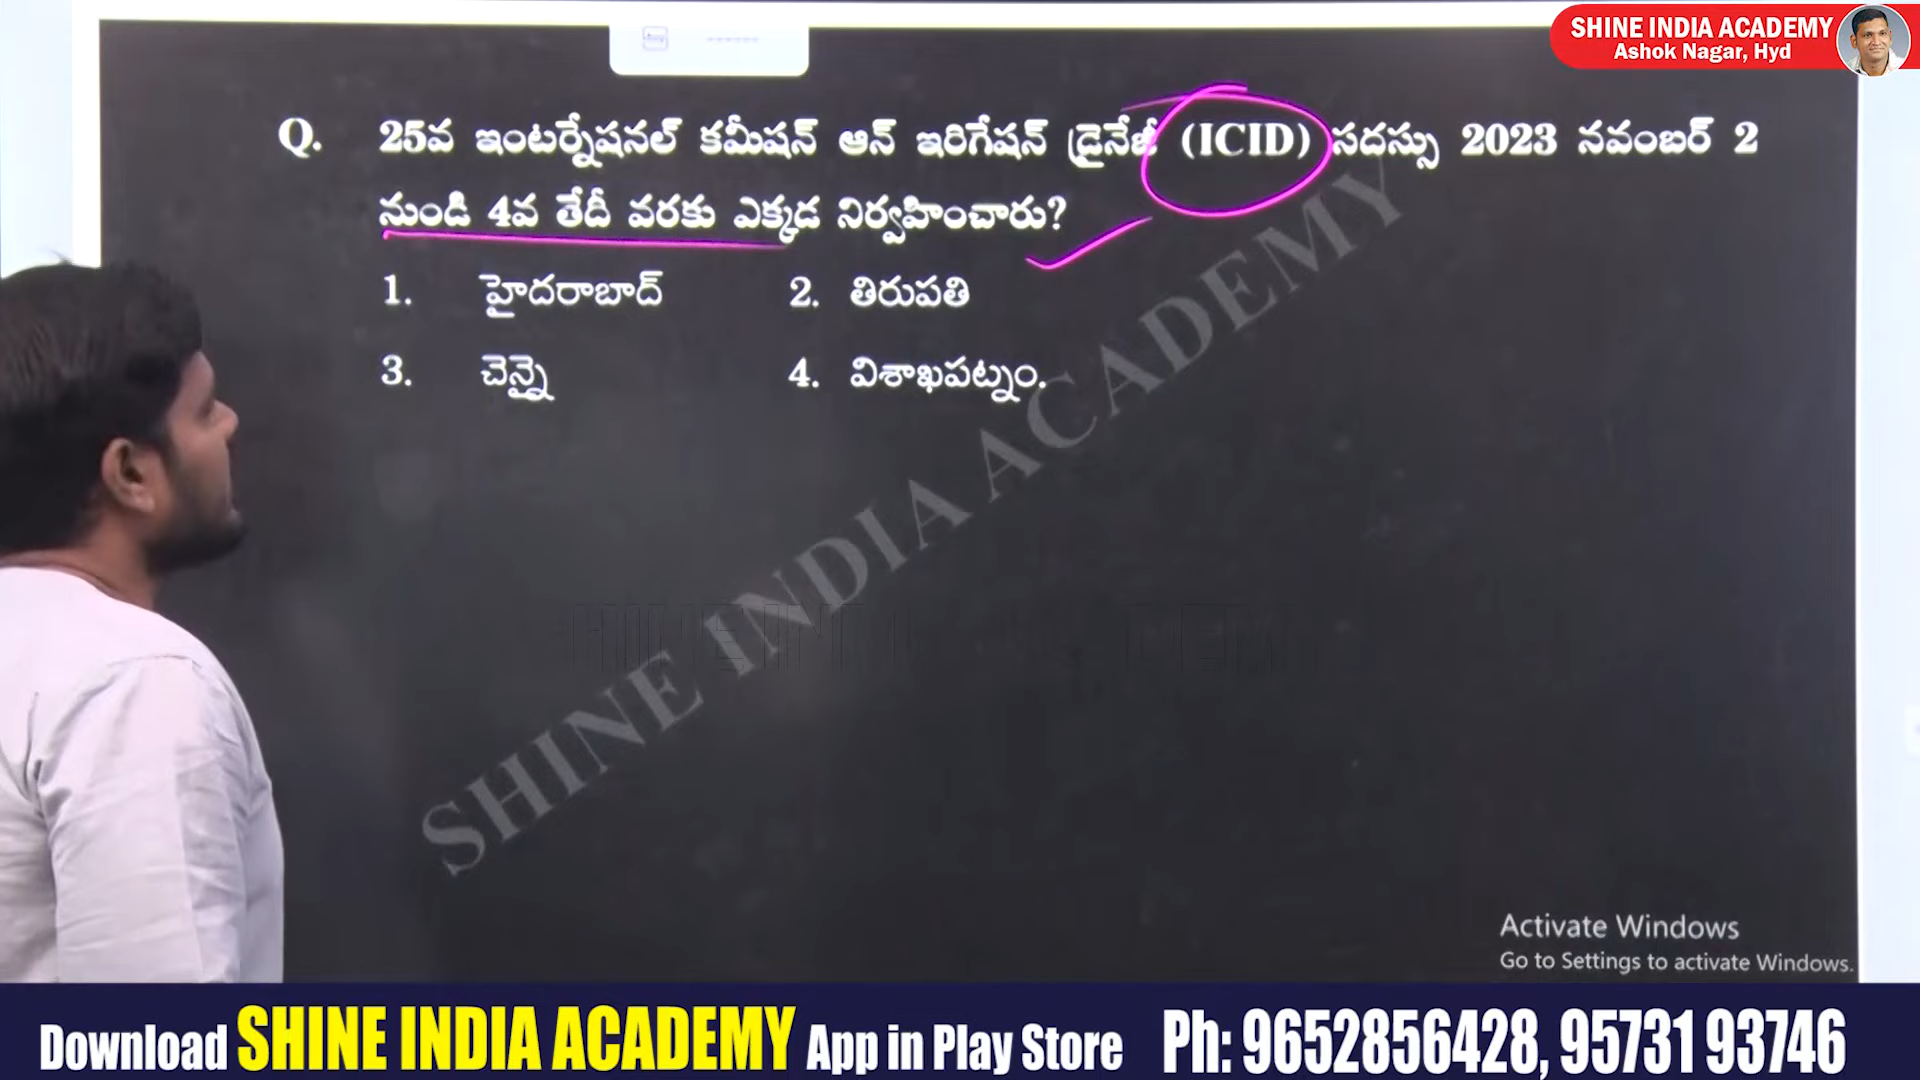 SHINE INDIA ACADEMY
Ashok Nagar, Hyd
Q. 25వ ఇంటర్నేషనల్ కమీషన్ ఆన్ ఇరిగేషన్ డ్రైనేజీ (ICID) సదస్సు 2023 నవంబర్ 2
నుండి 4వ తేదీ వరకు ఎక్కడ నిర్వహించారు?
1. హైదరాబాద్ 2. తిరుపతి
3. చెన్నై 4. విశాఖపట్నం.
SHINE INDIA ACADEMY
Activate Windows
Go to Settings to activate Windows.
Download SHINE INDIA ACADEMY App in Play Store Ph: 9652856428, 95731 93746